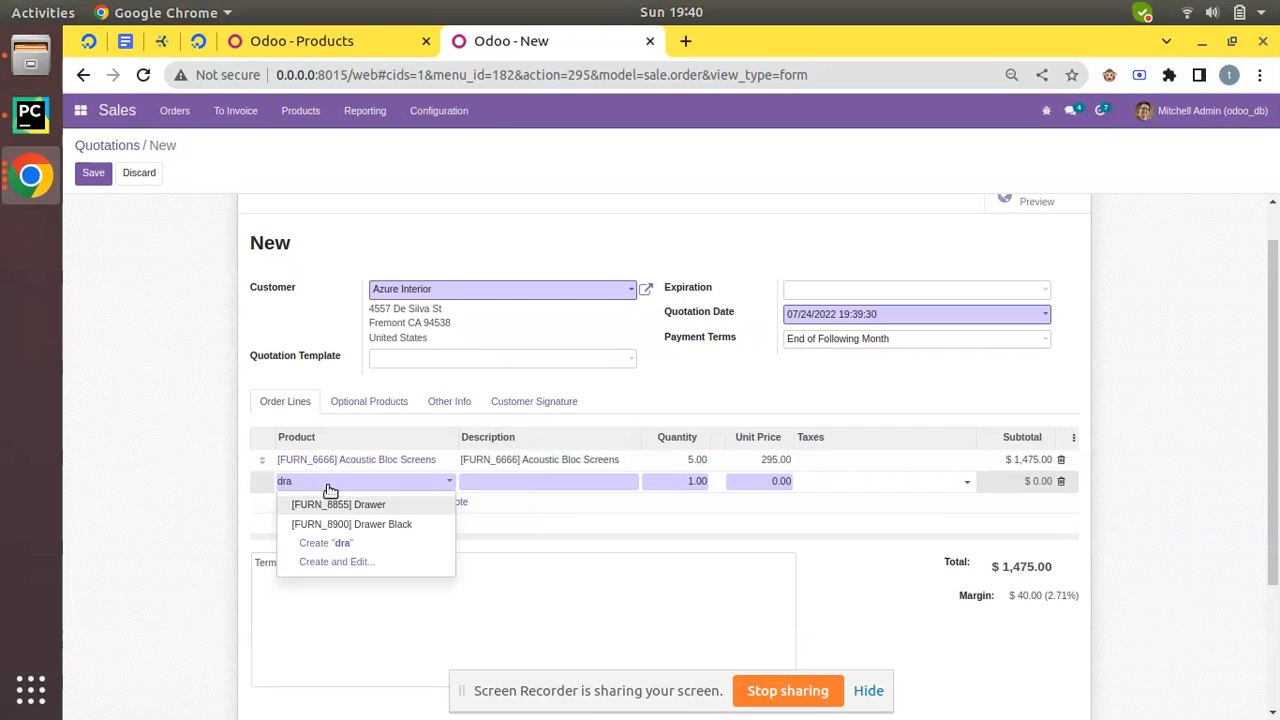 Activities Google Chrome Sun 19:40
Odoo - Products Odoo - New
Not secure 0.0.0.0:8015/web#cids=1&menu_id=182&action=295&model=sale.order&view_type=form t
Sales Orders To Invoice Products Reporting Configuration 4 7 Mitchell Admin (odoo_db)
Quotations / New
Save Discard
Preview
New
Customer Azure Interior Expiration
4557 De Silva St
Fremont CA 94538
United States
Quotation Date 07/24/2022 19:39:30
Payment Terms End of Following Month
Quotation Template
Order Lines Optional Products Other Info Customer Signature
Product Description Quantity Unit Price Taxes Subtotal
[FURN_6666] Acoustic Bloc Screens [FURN_6666] Acoustic Bloc Screens 5.00 295.00 $ 1,475.00
dra 1.00 0.00 $ 0.00
[FURN_8855] Drawer
[FURN_8900] Drawer Black
Create "dra"
Create and Edit...
ote
Term
Total: $ 1,475.00
Margin: $ 40.00 (2.71%)
Screen Recorder is sharing your screen. Stop sharing Hide
PC